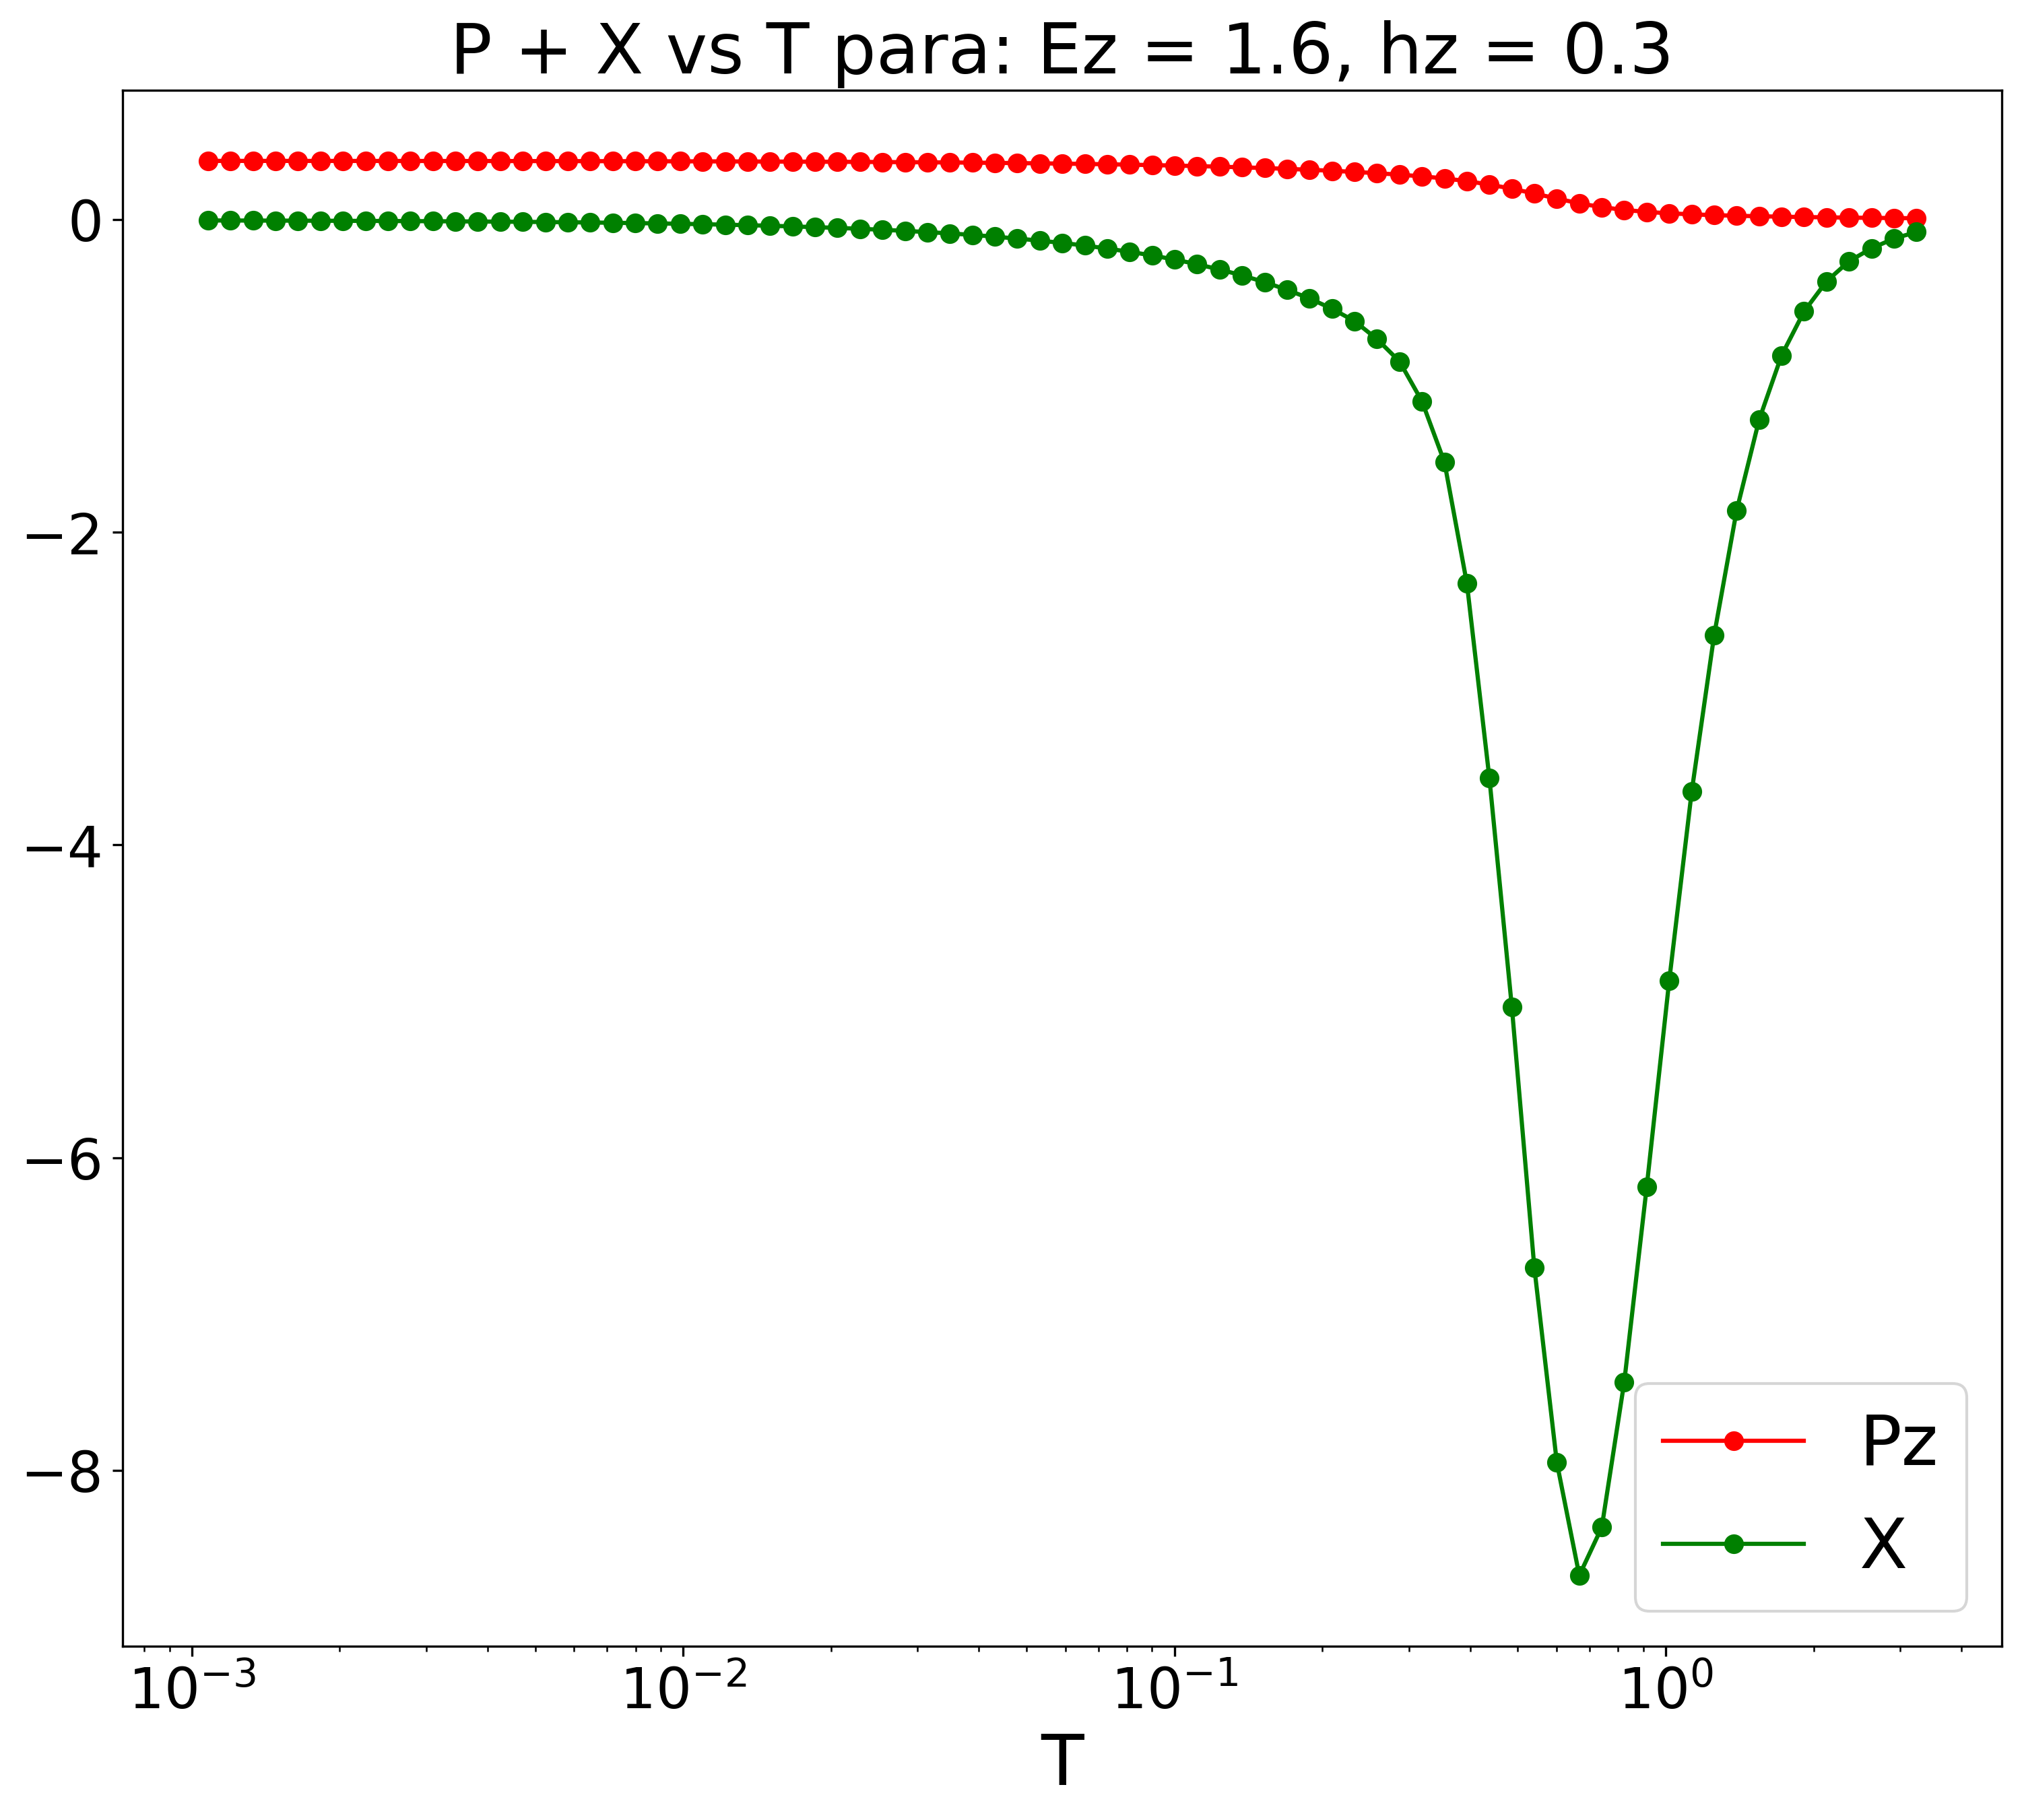 P + X vs T para: Ez = 1.6, hz = 0.3
0
−2
−4
−6
−8
Pz
X
10⁻³ 10⁻² 10⁻¹ 10⁰
T